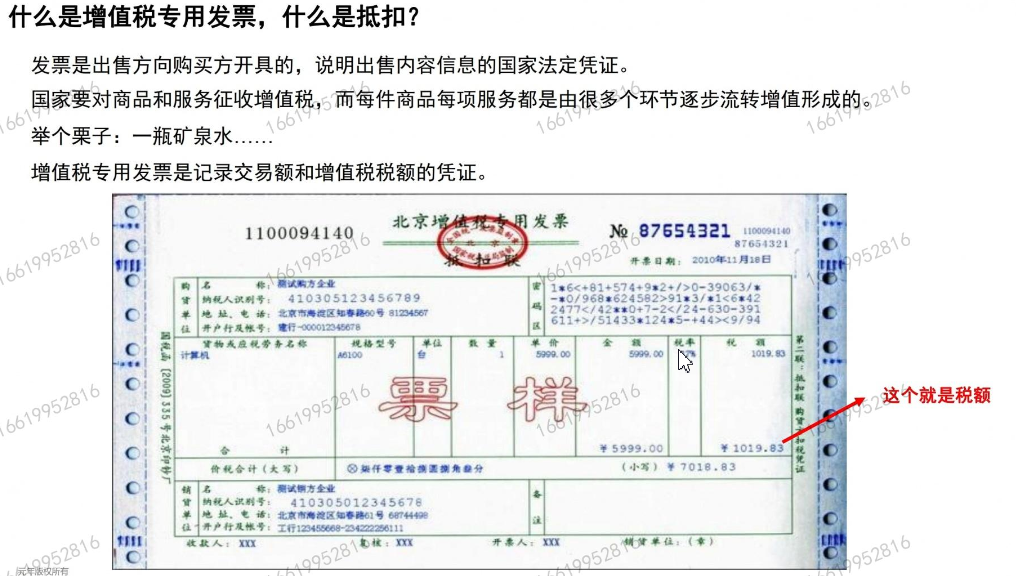 什么是增值税专用发票，什么是抵扣？
发票是出售方向购买方开具的，说明出售内容信息的国家法定凭证。
国家要对商品和服务征收增值税，而每件商品每项服务都是由很多个环节逐步流转增值形成的。
举个栗子：一瓶矿泉水……
增值税专用发票是记录交易额和增值税税额的凭证。
1100094140 北京增值税专用发票 № 87654321 1100094140
87654321
抵扣联 开票日期： 2010年11月18日
购货单位 名 称： 测试购方企业
纳税人识别号： 410305123456789
地 址、电 话： 北京市海淀区知春路60号 81234567
开户行及帐号： 建行-000012345678
密码区
1*6<+81+574+9*2+/>0-39063/*
-*0/968*624582>91*3/*1<6*42
2477</42**0+7-2</24-630-391
611+>/51433*124*5-+44><9/94
货物或应税劳务名称 规格型号 单位 数 量 单 价 金 额 税率 税 额
计算机 A6100 台 1 5999.00 5999.00 1019.83
票样
合 计 ￥5999.00 ￥1019.83
价税合计（大写） ⊗柒仟零壹拾捌圆捌角叁分 （小写）￥7018.83
销货单位 名 称： 测试销方企业
纳税人识别号： 410305012345678
地 址、电 话： 北京市海淀区知春路61号 68744498
开户行及帐号： 工行123455668-234222256111
备注
收款人： XXX 复核： XXX 开票人： XXX 销货单位：（章）
国税函[2009]335号北京印钞厂
第二联：抵扣联 购货方扣税凭证
这个就是税额
16619952816
元年版权所有